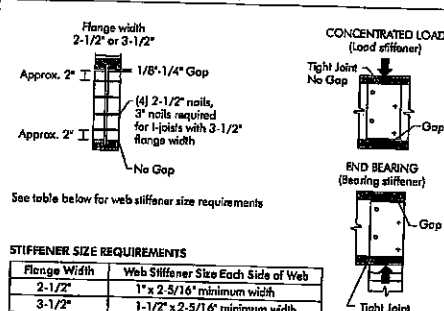 Flange width
2-1/2" or 3-1/2"
Approx. 2"
1/8"-1/4" Gap
(4) 2-1/2" nails,
3" nails required
for I-joists with 3-1/2"
flange width
Approx. 2"
No Gap
See table below for web stiffener size requirements
CONCENTRATED LOAD
(Load stiffener)
Tight Joint
No Gap
Gap
END BEARING
(Bearing stiffener)
Gap
Tight Joint
STIFFENER SIZE REQUIREMENTS
Flange Width Web Stiffener Size Each Side of Web
2-1/2" 1" x 2-5/16" minimum width
3-1/2" 1-1/2" x 2-5/16" minimum width